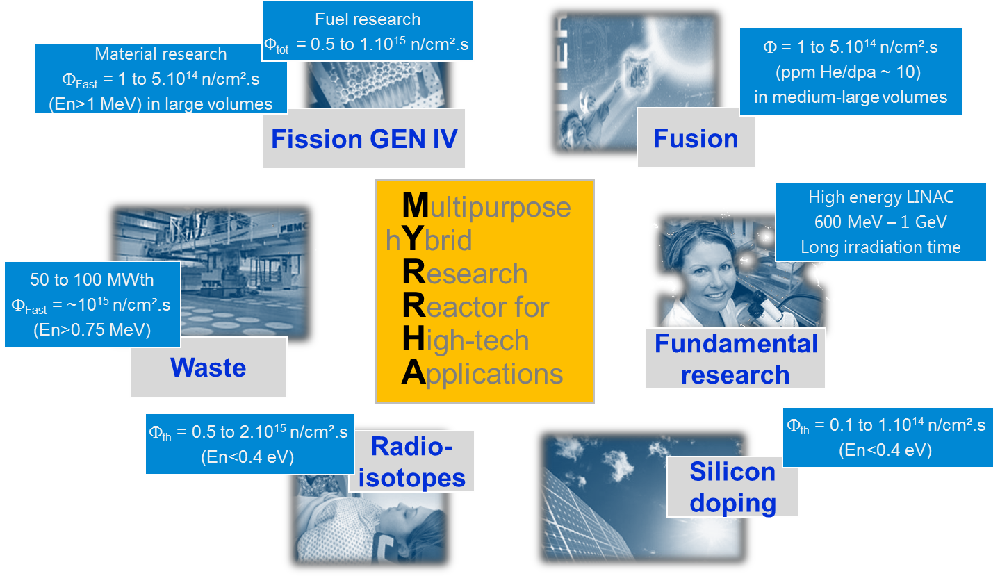 Fuel research
Φtot = 0.5 to 1.10¹⁵ n/cm².s
Material research
ΦFast = 1 to 5.10¹⁴ n/cm².s
(En>1 MeV) in large volumes
Fission GEN IV
ITER
Φ = 1 to 5.10¹⁴ n/cm².s
(ppm He/dpa ~ 10)
in medium-large volumes
Fusion
Multipurpose
hYbrid
Research
Reactor for
High-tech
Applications
FEMO
50 to 100 MWth
ΦFast = ~10¹⁵ n/cm².s
(En>0.75 MeV)
Waste
High energy LINAC
600 MeV – 1 GeV
Long irradiation time
Fundamental
research
Φth = 0.5 to 2.10¹⁵ n/cm².s
(En<0.4 eV)
Radio-
isotopes
Φth = 0.1 to 1.10¹⁴ n/cm².s
(En<0.4 eV)
Silicon
doping